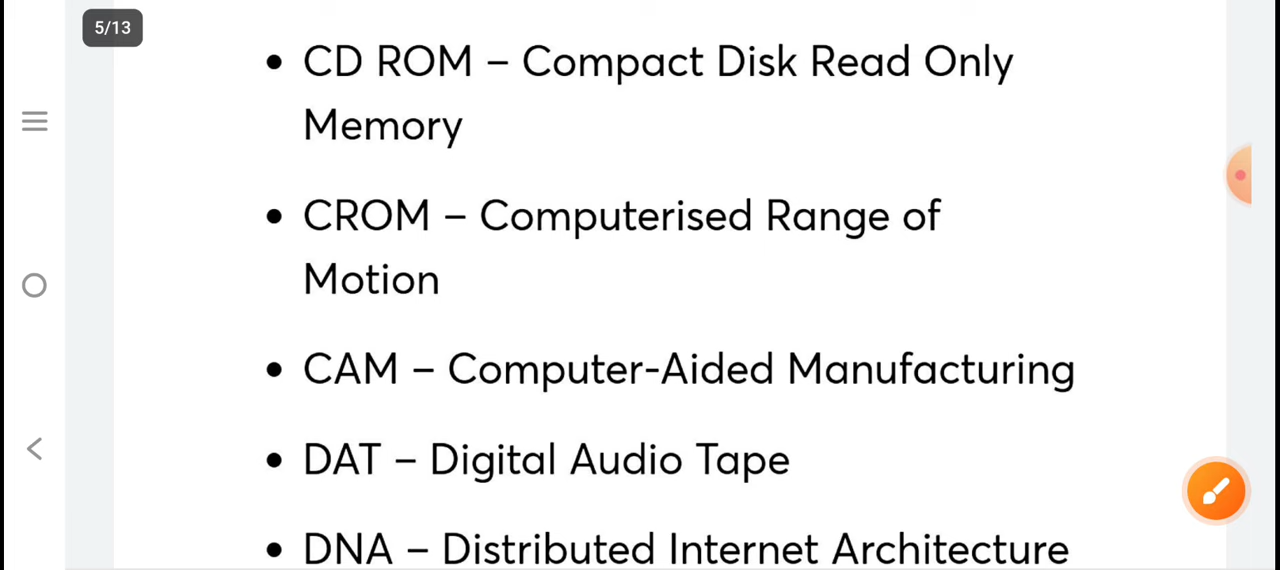 5/13
• CD ROM – Compact Disk Read Only
Memory
• CROM – Computerised Range of
Motion
• CAM – Computer-Aided Manufacturing
• DAT – Digital Audio Tape
• DNA – Distributed Internet Architecture